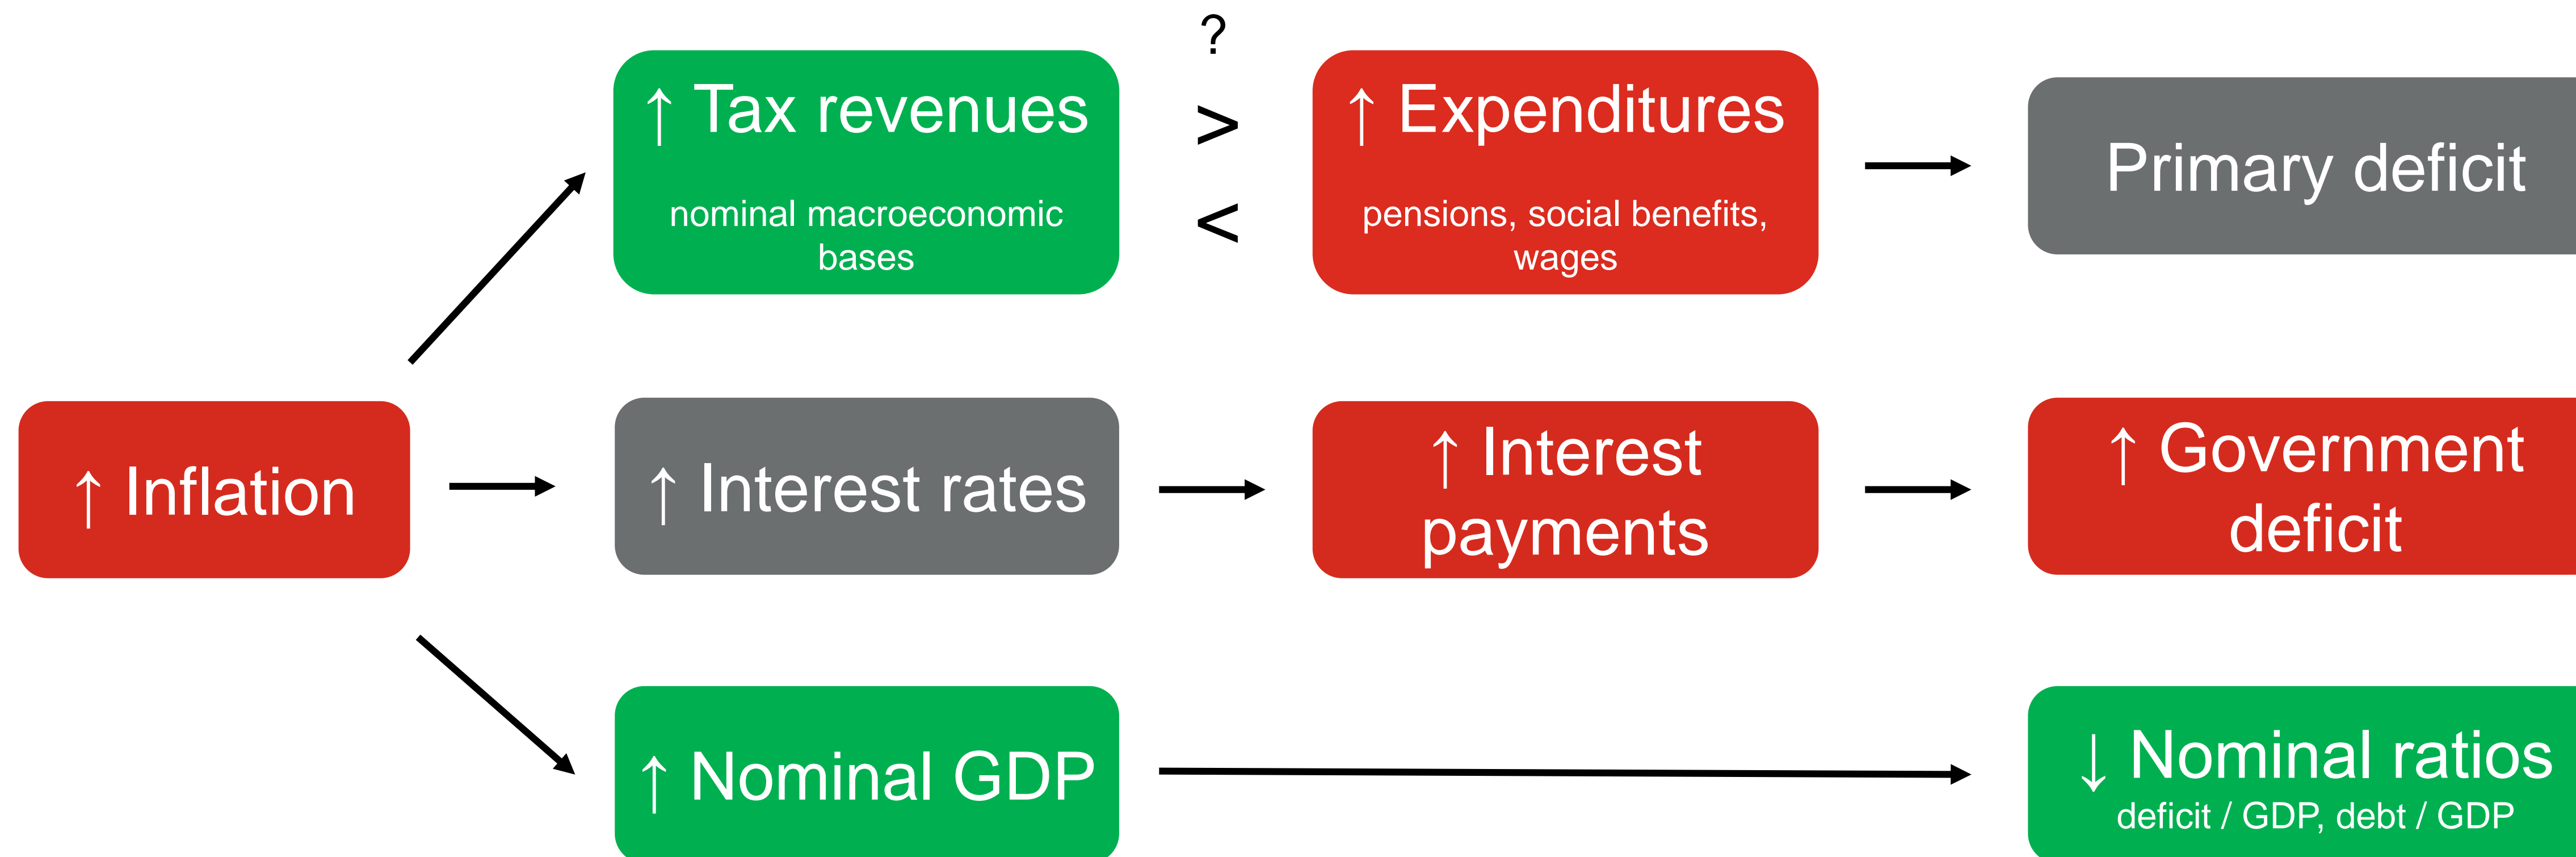 ?
↑ Tax revenues
nominal macroeconomic
bases
>
<
↑ Expenditures
pensions, social benefits,
wages
Primary deficit
↑ Inflation
↑ Interest rates
↑ Interest
payments
↑ Government
deficit
↑ Nominal GDP
↓ Nominal ratios
deficit / GDP, debt / GDP